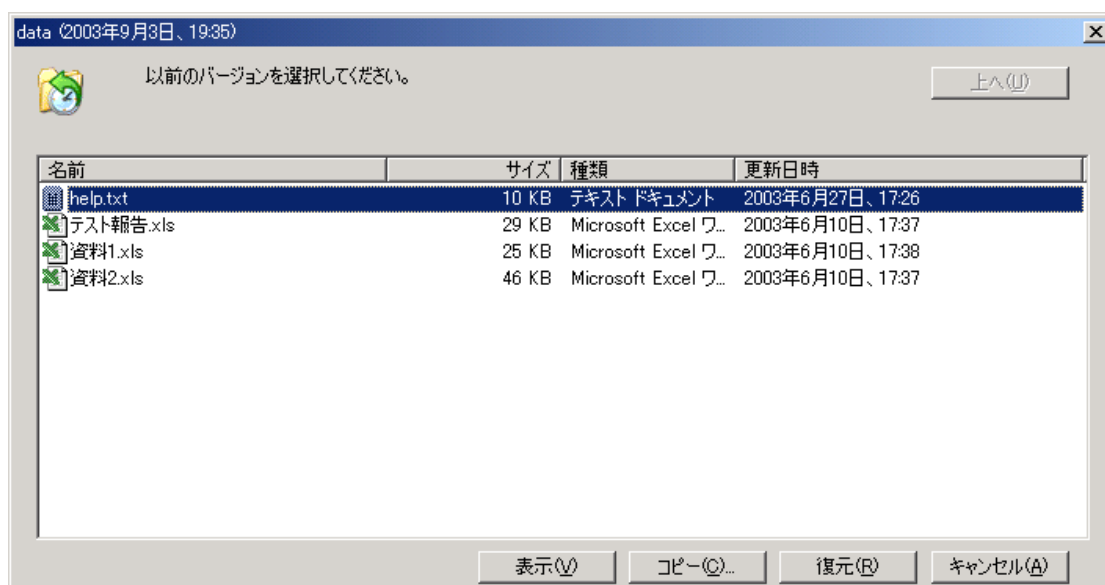 data (2003年9月3日、19:35)
以前のバージョンを選択してください。
上へ(U)
名前 サイズ 種類 更新日時
help.txt 10 KB テキスト ドキュメント 2003年6月27日、17:26
テスト報告.xls 29 KB Microsoft Excel ワ... 2003年6月10日、17:37
資料1.xls 25 KB Microsoft Excel ワ... 2003年6月10日、17:38
資料2.xls 46 KB Microsoft Excel ワ... 2003年6月10日、17:37
表示(V) コピー(C)... 復元(R) キャンセル(A)